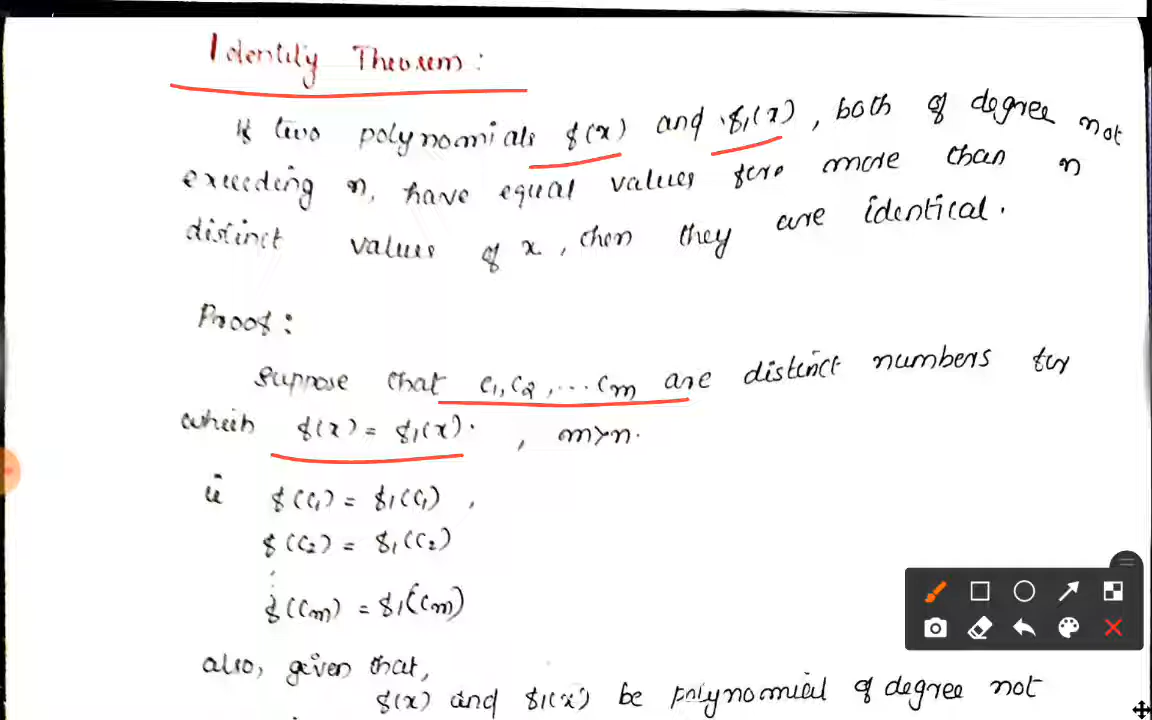 Identity Theorem:
If two polynomials f(x) and f₁(x), both of degree not
exceeding n, have equal values for more than n
distinct values of x, then they are identical.
Proof:
Suppose that c₁, c₂, ... cₘ are distinct numbers for
which f(x) = f₁(x), m>n.
ie f(c₁) = f₁(c₁),
f(c₂) = f₁(c₂)
⋮
f(cₘ) = f₁(cₘ)
also, given that,
f(x) and f₁(x) be polynomial of degree not